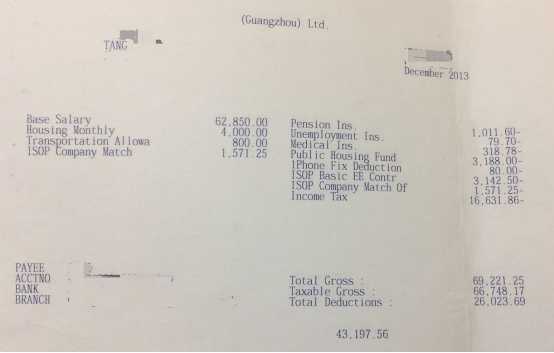 (Guangzhou) Ltd.
TANG
December 2013
Base Salary 62,850.00
Housing Monthly 4,000.00
Transportation Allowa 800.00
ISOP Company Match 1,571.25
Pension Ins. 1,011.60-
Unemployment Ins. 79.70-
Medical Ins. 318.78-
Public Housing Fund 3,188.00-
IPhone Fix Deduction 80.00-
ISOP Basic EE Contr 3,142.50-
ISOP Company Match Of 1,571.25-
Income Tax 16,631.86-
PAYEE
ACCTNO
BANK
BRANCH
Total Gross : 69,221.25
Taxable Gross : 66,748.17
Total Deductions : 26,023.69
43,197.56